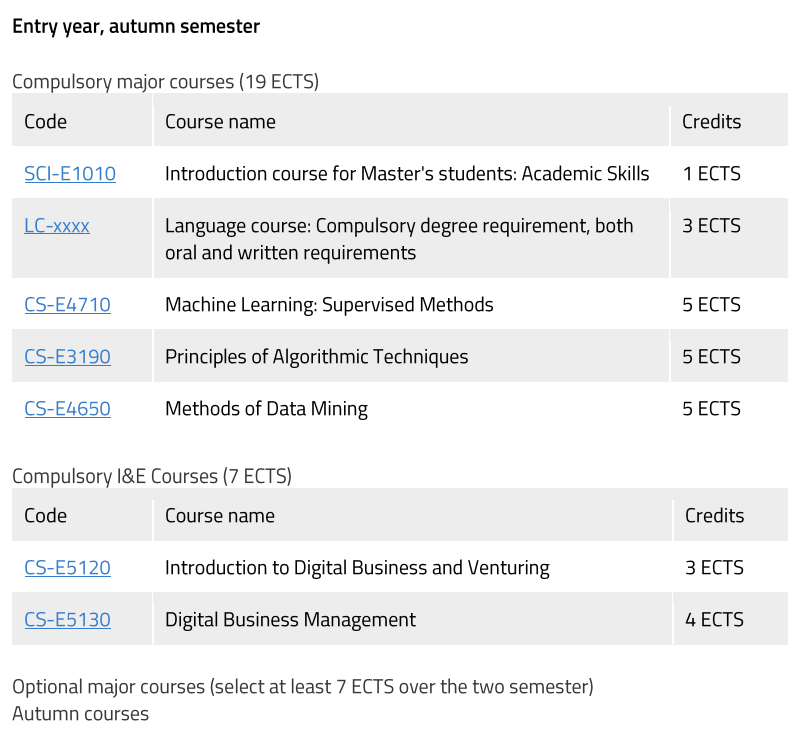 Entry year, autumn semester
Compulsory major courses (19 ECTS)
Code Course name Credits
SCI-E1010 Introduction course for Master's students: Academic Skills 1 ECTS
LC-xxxx Language course: Compulsory degree requirement, both 3 ECTS
oral and written requirements
CS-E4710 Machine Learning: Supervised Methods 5 ECTS
CS-E3190 Principles of Algorithmic Techniques 5 ECTS
CS-E4650 Methods of Data Mining 5 ECTS
Compulsory I&E Courses (7 ECTS)
Code Course name Credits
CS-E5120 Introduction to Digital Business and Venturing 3 ECTS
CS-E5130 Digital Business Management 4 ECTS
Optional major courses (select at least 7 ECTS over the two semester)
Autumn courses